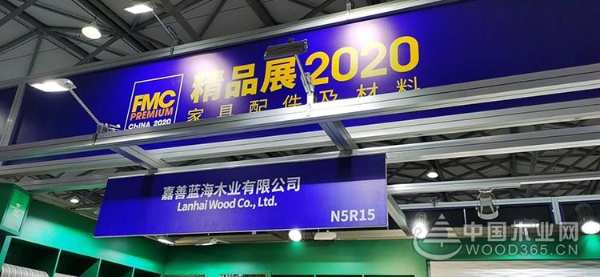 FMC
PREMIUM
CHINA 2020
精品展2020
家具配件及材料
嘉善蓝海木业有限公司
Lanhai Wood Co., Ltd.
N5R15
中国木业网
WOOD365.CN